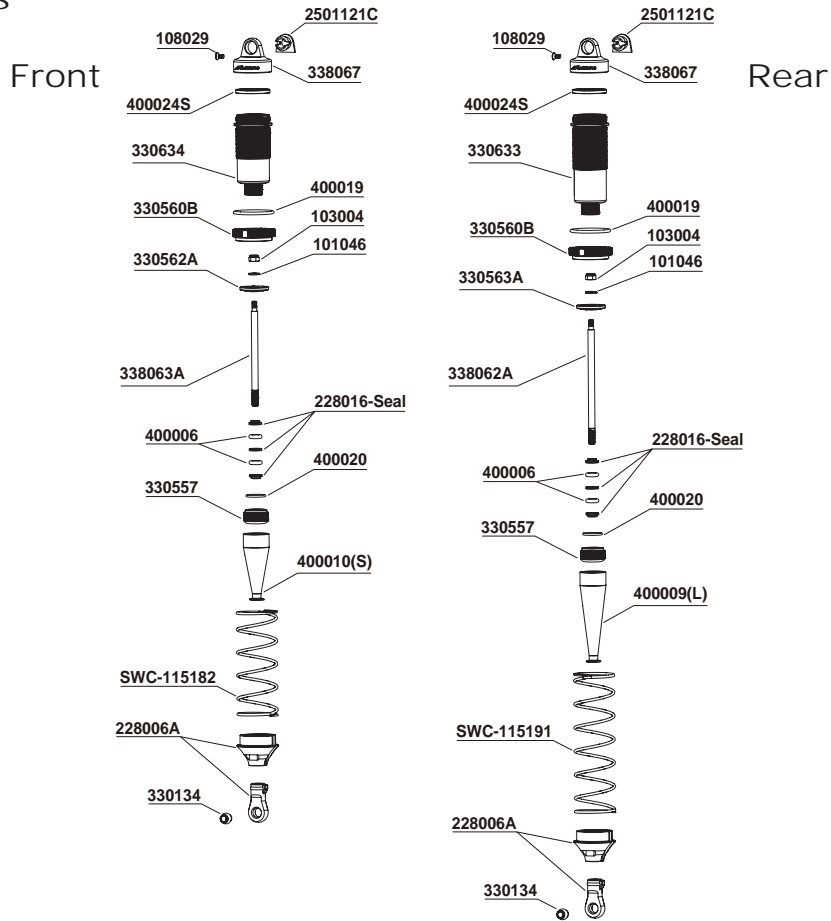 s
Front
2501121C
108029
338067
400024S
330634
400019
330560B
103004
101046
330562A
338063A
228016-Seal
400006
400020
330557
400010(S)
SWC-115182
228006A
330134
Rear
2501121C
108029
338067
400024S
330633
400019
330560B
103004
101046
330563A
338062A
228016-Seal
400006
400020
330557
400009(L)
SWC-115191
228006A
330134